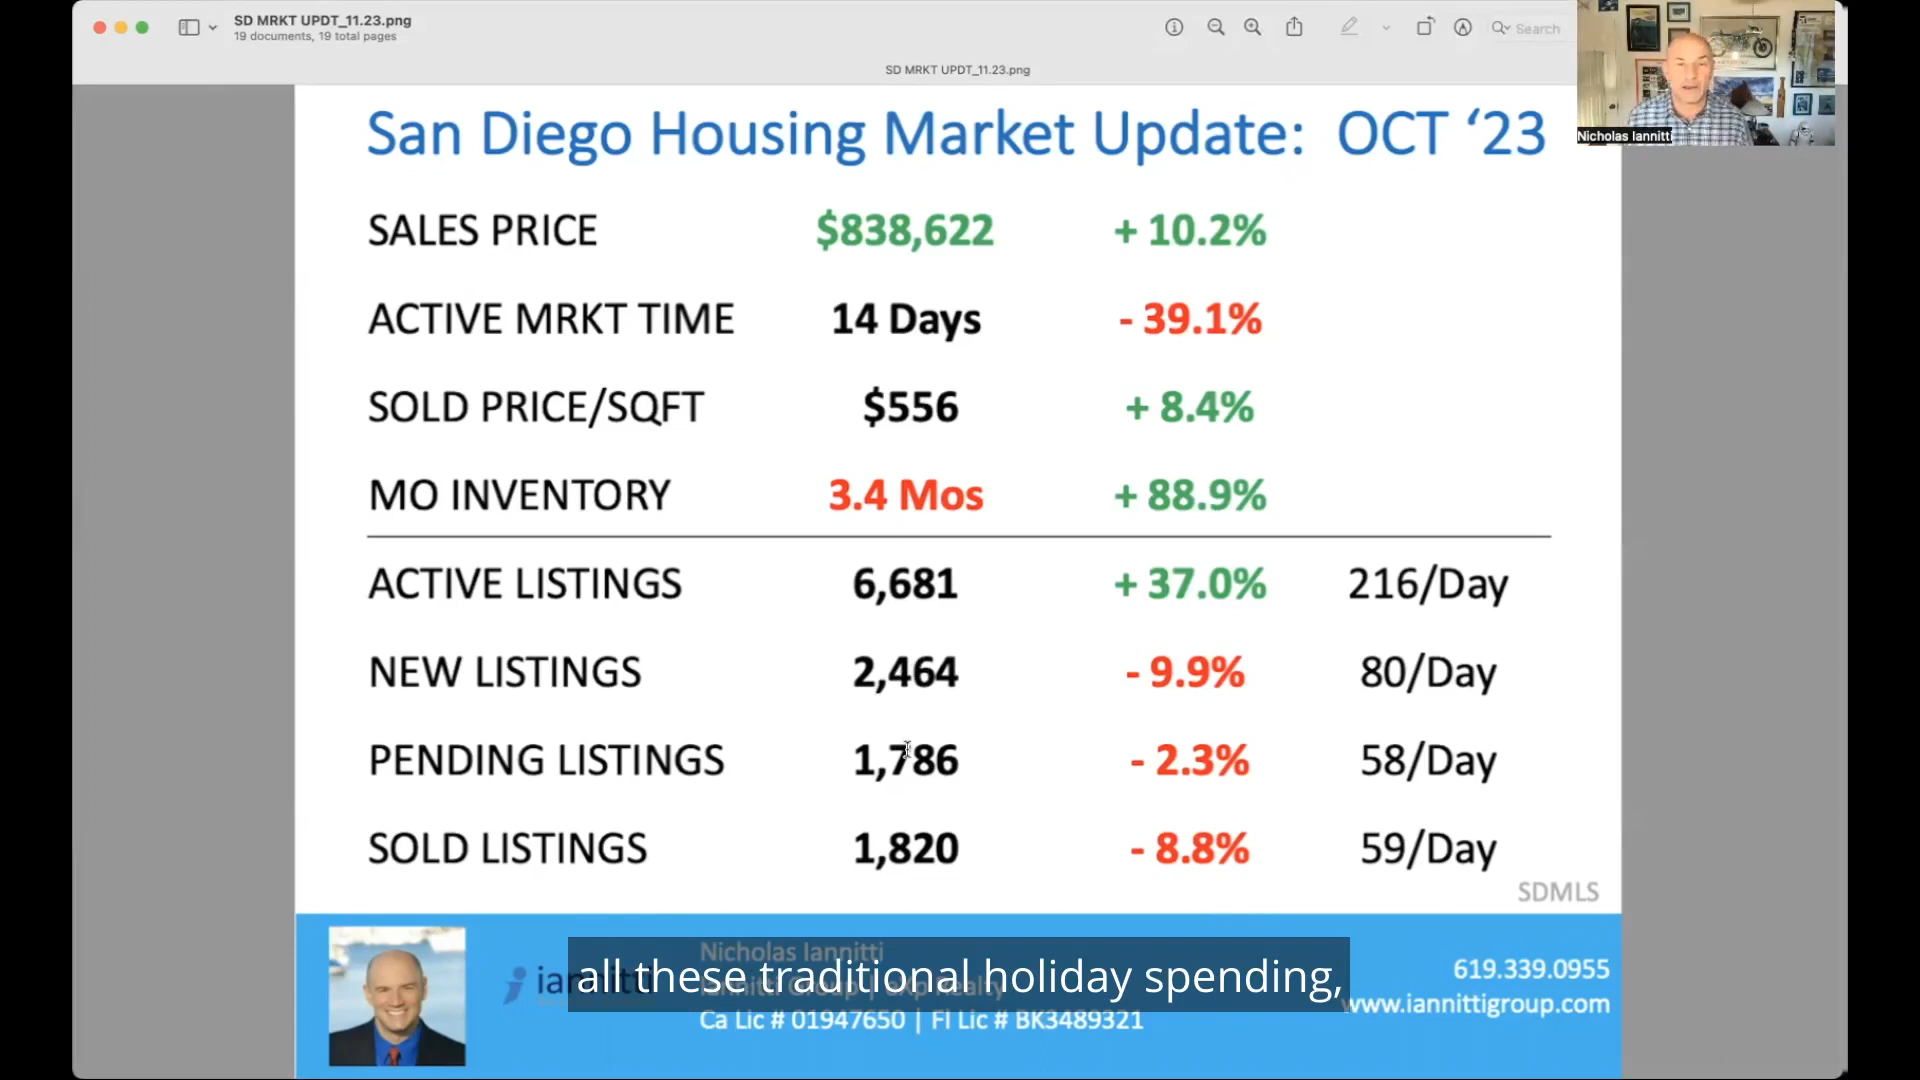 SD MRKT UPDT_11.23.png
19 documents, 19 total pages
Search
SD MRKT UPDT_11.23.png
Nicholas Iannitti
San Diego Housing Market Update: OCT ‘23
SALES PRICE $838,622 + 10.2%
ACTIVE MRKT TIME 14 Days - 39.1%
SOLD PRICE/SQFT $556 + 8.4%
MO INVENTORY 3.4 Mos + 88.9%
ACTIVE LISTINGS 6,681 + 37.0% 216/Day
NEW LISTINGS 2,464 - 9.9% 80/Day
PENDING LISTINGS 1,786 - 2.3% 58/Day
SOLD LISTINGS 1,820 - 8.8% 59/Day
SDMLS
iannitti
Nicholas Iannitti
Iannitti Group | eXp Realty
Ca Lic # 01947650 | Fl Lic # BK3489321
619.339.0955
www.iannittigroup.com
all these traditional holiday spending,